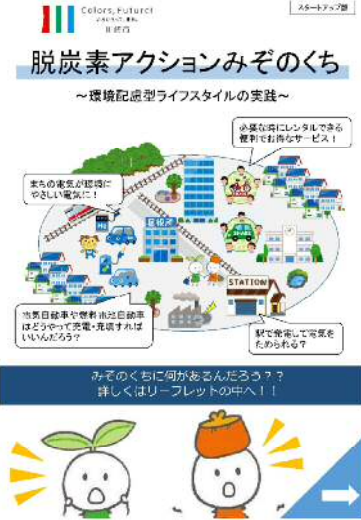 Colors, Future!
いろいろって、未来。
川崎市
スタートアップ部
脱炭素アクションみぞのくち
～環境配慮型ライフスタイルの実践～
必要な時にレンタルできる
便利でお得なサービス！
まちの電気が環境に
やさしい電気に！
区役所
SHARE
STATION
電気自動車や燃料電池自動車
はどうやって充電・充填すれば
いいんだろう？
駅で発電して電気を
ためられる？
みぞのくちに何があるんだろう？？
詳しくはリーフレットの中へ！！